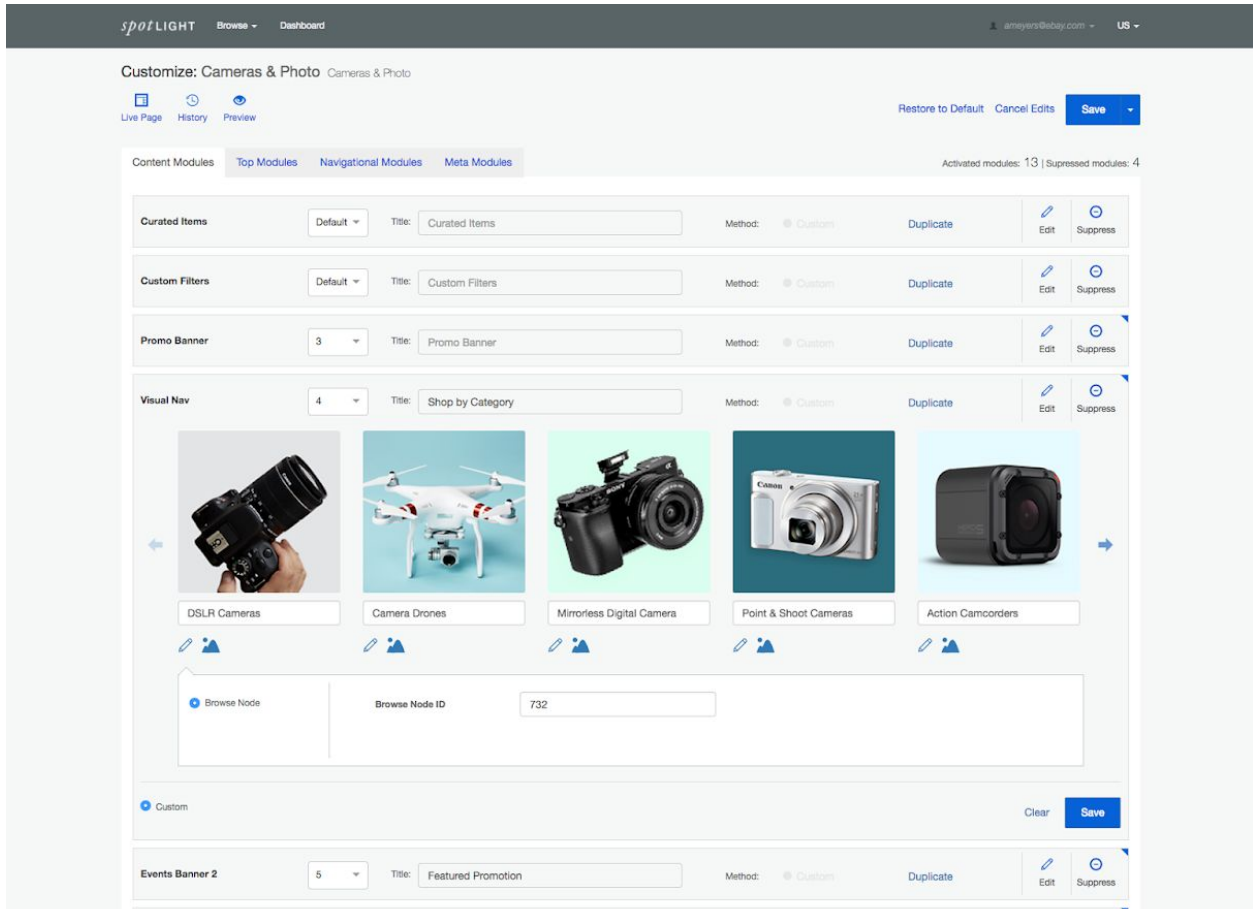 spotLIGHT Browse Dashboard ameyers@ebay.com US
Customize: Cameras & Photo Cameras & Photo
Live Page History Preview Restore to Default Cancel Edits Save
Content Modules Top Modules Navigational Modules Meta Modules Activated modules: 13 | Supressed modules: 4
Curated Items Default Title: Curated Items Method: Custom Duplicate Edit Suppress
Custom Filters Default Title: Custom Filters Method: Custom Duplicate Edit Suppress
Promo Banner 3 Title: Promo Banner Method: Custom Duplicate Edit Suppress
Visual Nav 4 Title: Shop by Category Method: Custom Duplicate Edit Suppress
SONY
Canon
DSLR Cameras Camera Drones Mirrorless Digital Camera Point & Shoot Cameras Action Camcorders
Browse Node Browse Node ID 732
Custom Clear Save
Events Banner 2 5 Title: Featured Promotion Method: Custom Duplicate Edit Suppress